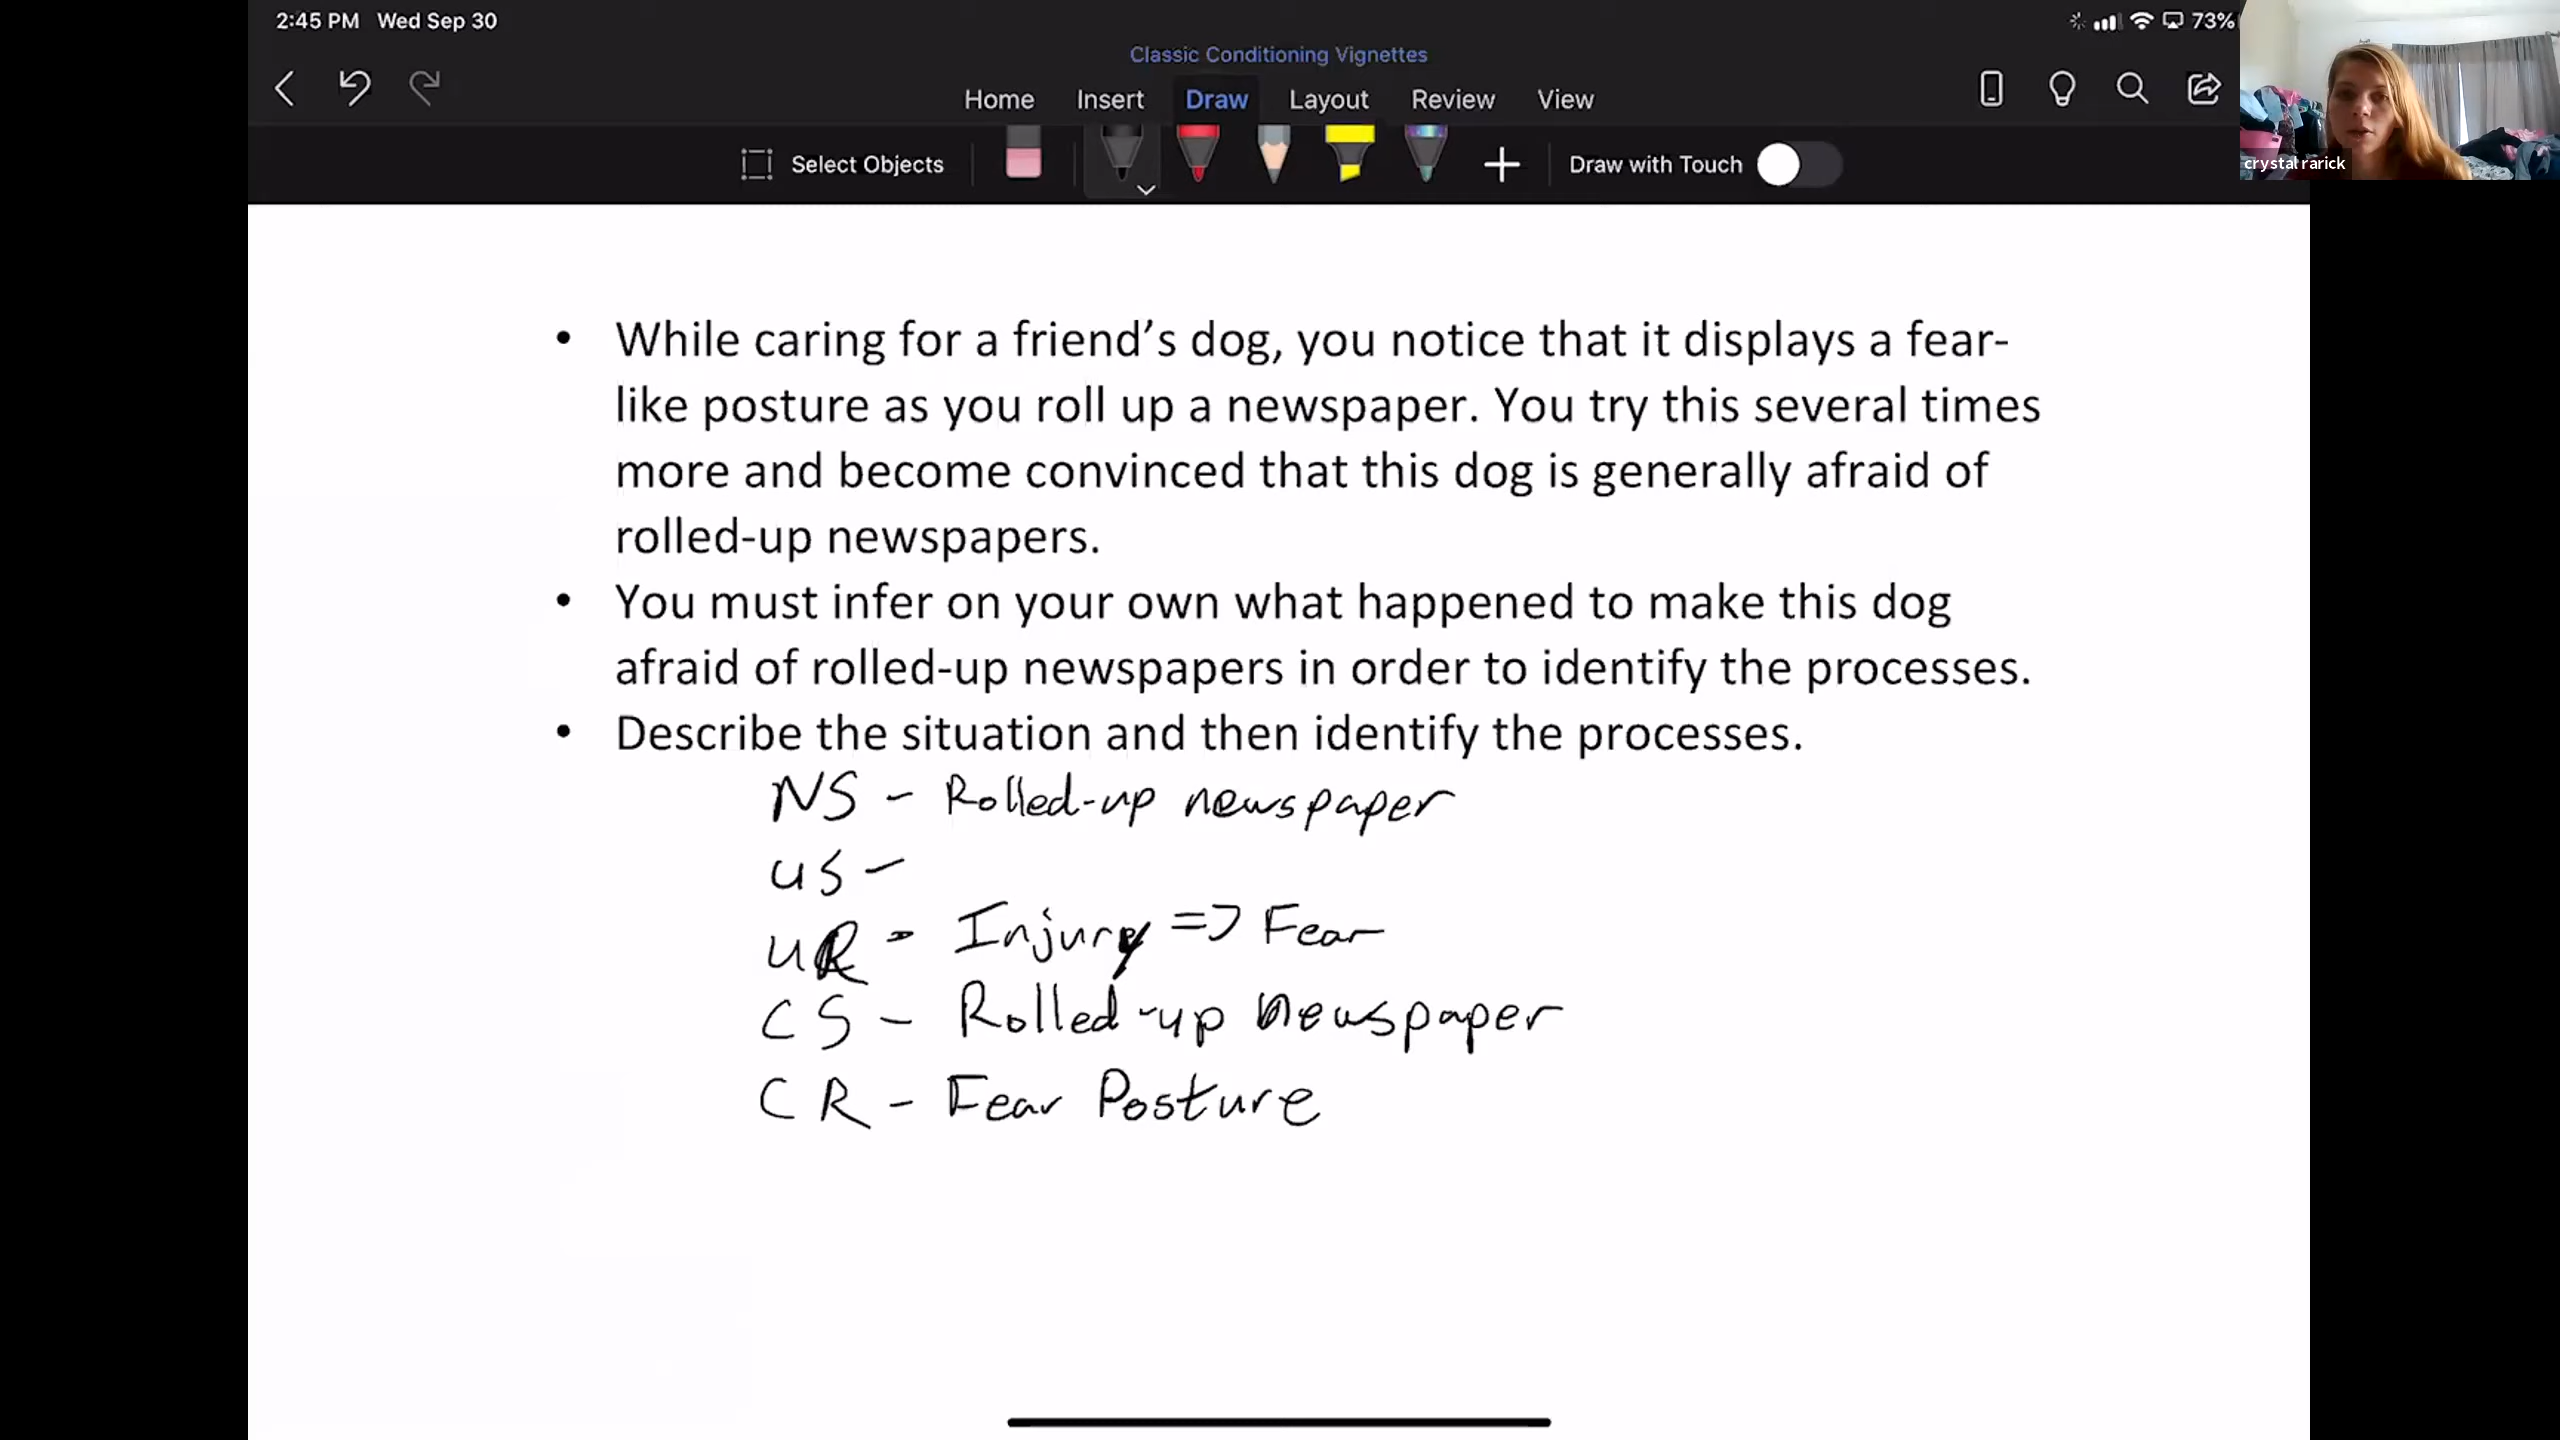 2:45 PM Wed Sep 30
73%
Classic Conditioning Vignettes
Home Insert Draw Layout Review View
Select Objects
Draw with Touch
crystal rarick
• While caring for a friend’s dog, you notice that it displays a fear-
like posture as you roll up a newspaper. You try this several times
more and become convinced that this dog is generally afraid of
rolled-up newspapers.
• You must infer on your own what happened to make this dog
afraid of rolled-up newspapers in order to identify the processes.
• Describe the situation and then identify the processes.
NS - Rolled-up newspaper
US -
UR - Injury => Fear
CS - Rolled-up newspaper
CR - Fear Posture